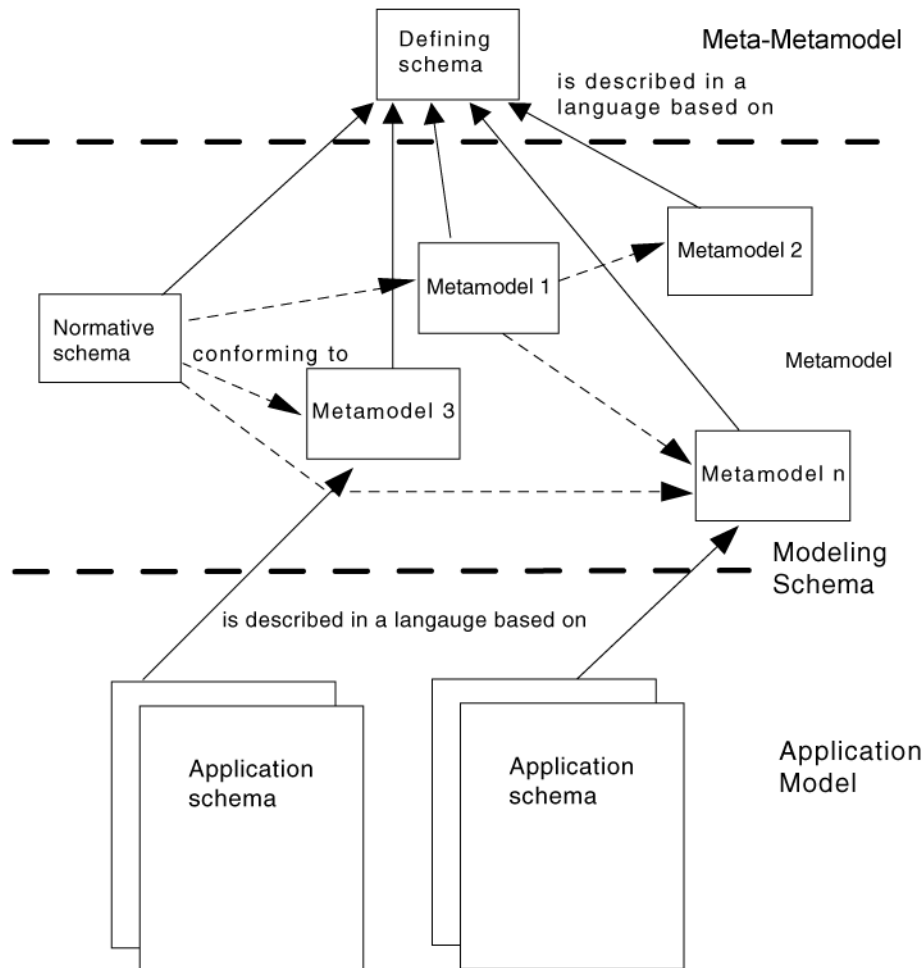 Defining
schema
Meta-Metamodel
is described in a
language based on
Metamodel 2
Metamodel 1
Normative
schema
conforming to
Metamodel
Metamodel 3
Metamodel n
Modeling
Schema
is described in a langauge based on
Application
schema
Application
schema
Application
Model